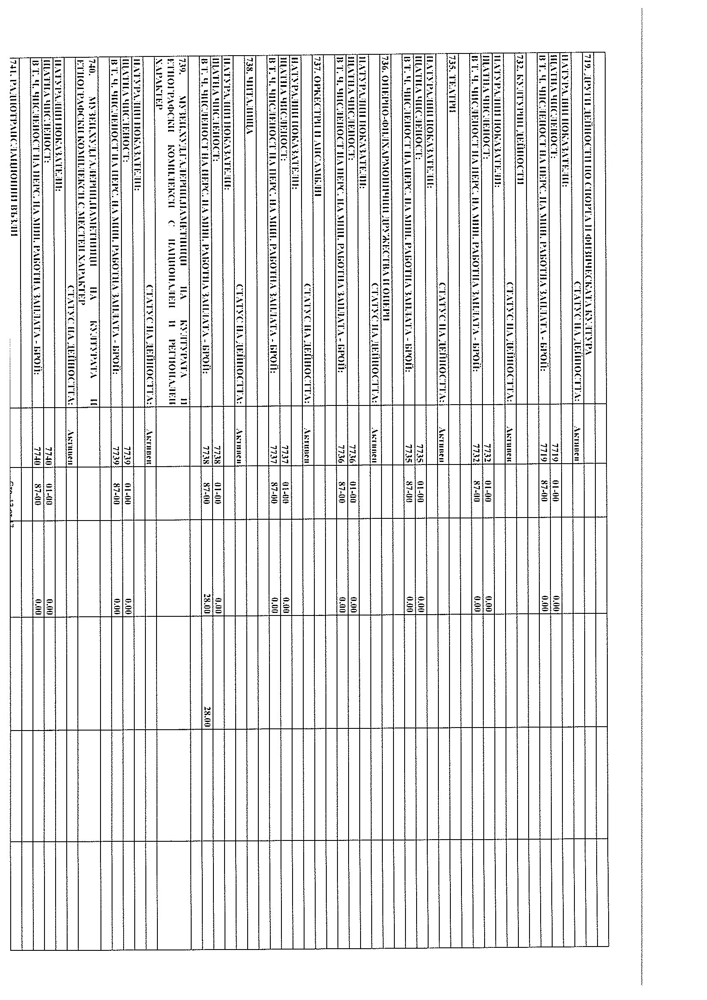 719. ДРУГИ ДЕЙНОСТИ ПО СПОРТА И ФИЗИЧЕСКАТА КУЛТУРА
СТАТУС НА ДЕЙНОСТТА: Активен
НАТУРАЛНИ ПОКАЗАТЕЛИ:
ЩАТНА ЧИСЛЕНОСТ: 7719 01-00 0.00
В Т. Ч. ЧИСЛЕНОСТ НА ПЕРС. НА МИН. РАБОТНА ЗАПЛАТА - БРОЙ: 7719 87-00 0.00
732. КУЛТУРНИ ДЕЙНОСТИ
СТАТУС НА ДЕЙНОСТТА: Активен
НАТУРАЛНИ ПОКАЗАТЕЛИ:
ЩАТНА ЧИСЛЕНОСТ: 7732 01-00 0.00
В Т. Ч. ЧИСЛЕНОСТ НА ПЕРС. НА МИН. РАБОТНА ЗАПЛАТА - БРОЙ: 7732 87-00 0.00
735. ТЕАТРИ
СТАТУС НА ДЕЙНОСТТА: Активен
НАТУРАЛНИ ПОКАЗАТЕЛИ:
ЩАТНА ЧИСЛЕНОСТ: 7735 01-00 0.00
В Т. Ч. ЧИСЛЕНОСТ НА ПЕРС. НА МИН. РАБОТНА ЗАПЛАТА - БРОЙ: 7735 87-00 0.00
736. ОПЕРНО-ФИЛХАРМОНИЧНИ ДРУЖЕСТВА И ОПЕРИ
СТАТУС НА ДЕЙНОСТТА: Активен
НАТУРАЛНИ ПОКАЗАТЕЛИ:
ЩАТНА ЧИСЛЕНОСТ: 7736 01-00 0.00
В Т. Ч. ЧИСЛЕНОСТ НА ПЕРС. НА МИН. РАБОТНА ЗАПЛАТА - БРОЙ: 7736 87-00 0.00
737. ОРКЕСТРИ И АНСАМБЛИ
СТАТУС НА ДЕЙНОСТТА: Активен
НАТУРАЛНИ ПОКАЗАТЕЛИ:
ЩАТНА ЧИСЛЕНОСТ: 7737 01-00 0.00
В Т. Ч. ЧИСЛЕНОСТ НА ПЕРС. НА МИН. РАБОТНА ЗАПЛАТА - БРОЙ: 7737 87-00 0.00
738. ЧИТАЛИЩА
СТАТУС НА ДЕЙНОСТТА: Активен
НАТУРАЛНИ ПОКАЗАТЕЛИ:
ЩАТНА ЧИСЛЕНОСТ: 7738 01-00 0.00
В Т. Ч. ЧИСЛЕНОСТ НА ПЕРС. НА МИН. РАБОТНА ЗАПЛАТА - БРОЙ: 7738 87-00 28.00 28.00
739. МУЗЕИ,ХУД.ГАЛЕРИИ,ПАМЕТНИЦИ НА КУЛТУРАТА И
ЕТНОГРАФСКИ КОМПЛЕКСИ С НАЦИОНАЛЕН И РЕГИОНАЛЕН
ХАРАКТЕР
СТАТУС НА ДЕЙНОСТТА: Активен
НАТУРАЛНИ ПОКАЗАТЕЛИ:
ЩАТНА ЧИСЛЕНОСТ: 7739 01-00 0.00
В Т. Ч. ЧИСЛЕНОСТ НА ПЕРС. НА МИН. РАБОТНА ЗАПЛАТА - БРОЙ: 7739 87-00 0.00
740. МУЗЕИ,ХУД.ГАЛЕРИИ,ПАМЕТНИЦИ НА КУЛТУРАТА И
ЕТНОГРАФСКИ КОМПЛЕКСИ С МЕСТЕН ХАРАКТЕР
СТАТУС НА ДЕЙНОСТТА: Активен
НАТУРАЛНИ ПОКАЗАТЕЛИ:
ЩАТНА ЧИСЛЕНОСТ: 7740 01-00 0.00
В Т. Ч. ЧИСЛЕНОСТ НА ПЕРС. НА МИН. РАБОТНА ЗАПЛАТА - БРОЙ: 7740 87-00 0.00
741. РАДИОТРАНСЛАЦИОННИ ВЪЗЛИ